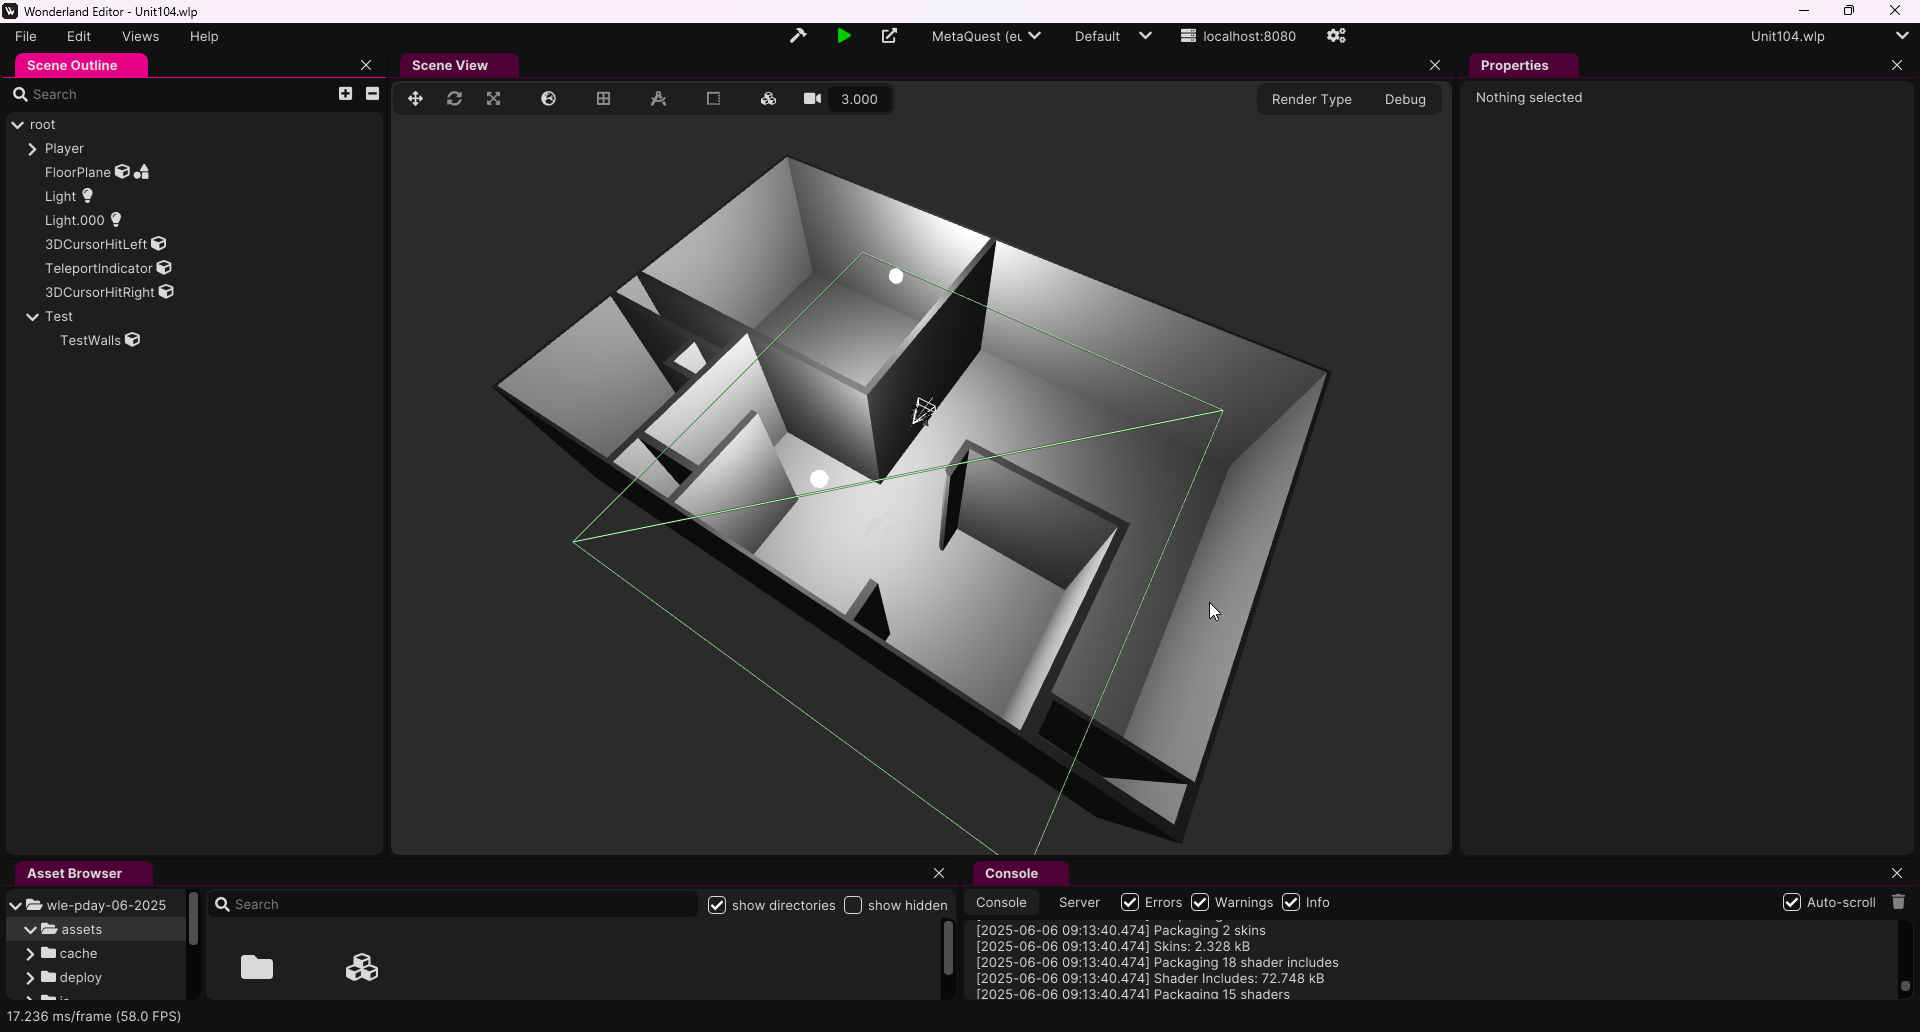 Wonderland Editor - Unit104.wlp
File Edit Views Help
MetaQuest (eu
Default
localhost:8080
Unit104.wlp
Scene Outline
Search
root
Player
FloorPlane
Light
Light.000
3DCursorHitLeft
TeleportIndicator
3DCursorHitRight
Test
TestWalls
Scene View
3.000
Render Type Debug
Properties
Nothing selected
Asset Browser
wle-pday-06-2025
assets
cache
deploy
Search
show directories
show hidden
Console
Console Server Errors Warnings Info Auto-scroll
[2025-06-06 09:13:40.474] Packaging 2 skins
[2025-06-06 09:13:40.474] Skins: 2.328 kB
[2025-06-06 09:13:40.474] Packaging 18 shader includes
[2025-06-06 09:13:40.474] Shader Includes: 72.748 kB
[2025-06-06 09:13:40.474] Packaging 15 shaders
17.236 ms/frame (58.0 FPS)